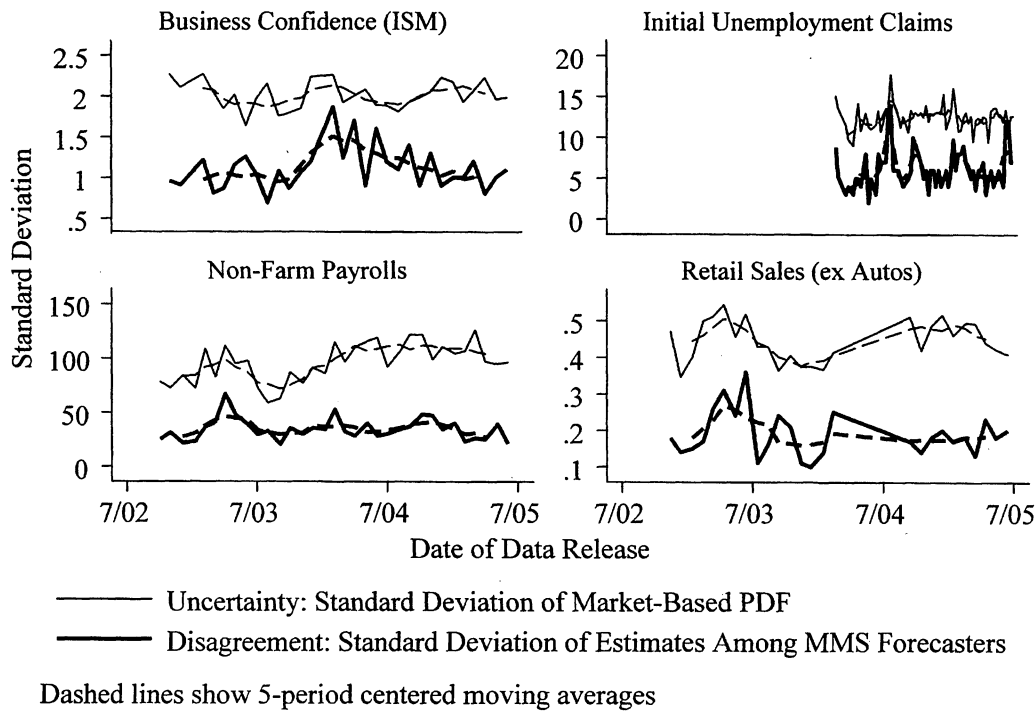 Business Confidence (ISM)
Initial Unemployment Claims
Standard Deviation
2.5
2
1.5
1
.5
20
15
10
5
0
Non-Farm Payrolls
Retail Sales (ex Autos)
150
100
50
0
.5
.4
.3
.2
.1
7/02 7/03 7/04 7/05
7/02 7/03 7/04 7/05
Date of Data Release
Uncertainty: Standard Deviation of Market-Based PDF
Disagreement: Standard Deviation of Estimates Among MMS Forecasters
Dashed lines show 5-period centered moving averages